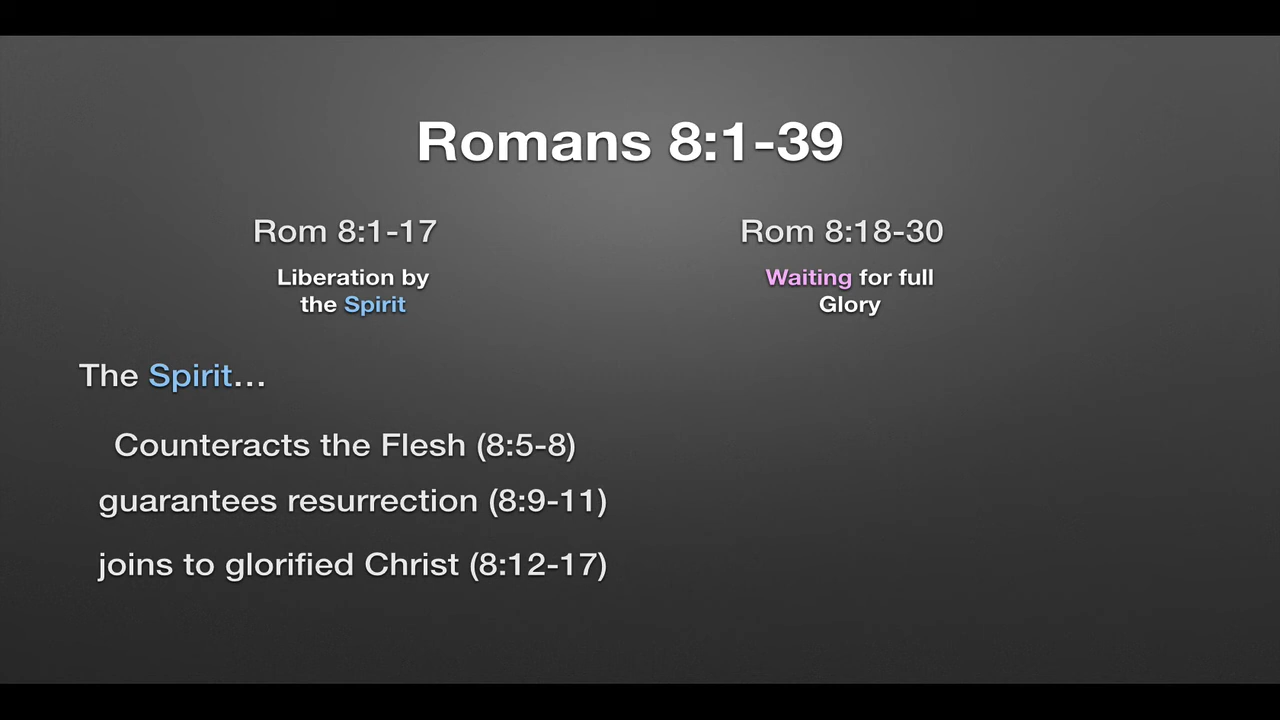 Romans 8:1-39
Rom 8:1-17
Liberation by
the Spirit
Rom 8:18-30
Waiting for full
Glory
The Spirit…
Counteracts the Flesh (8:5-8)
guarantees resurrection (8:9-11)
joins to glorified Christ (8:12-17)